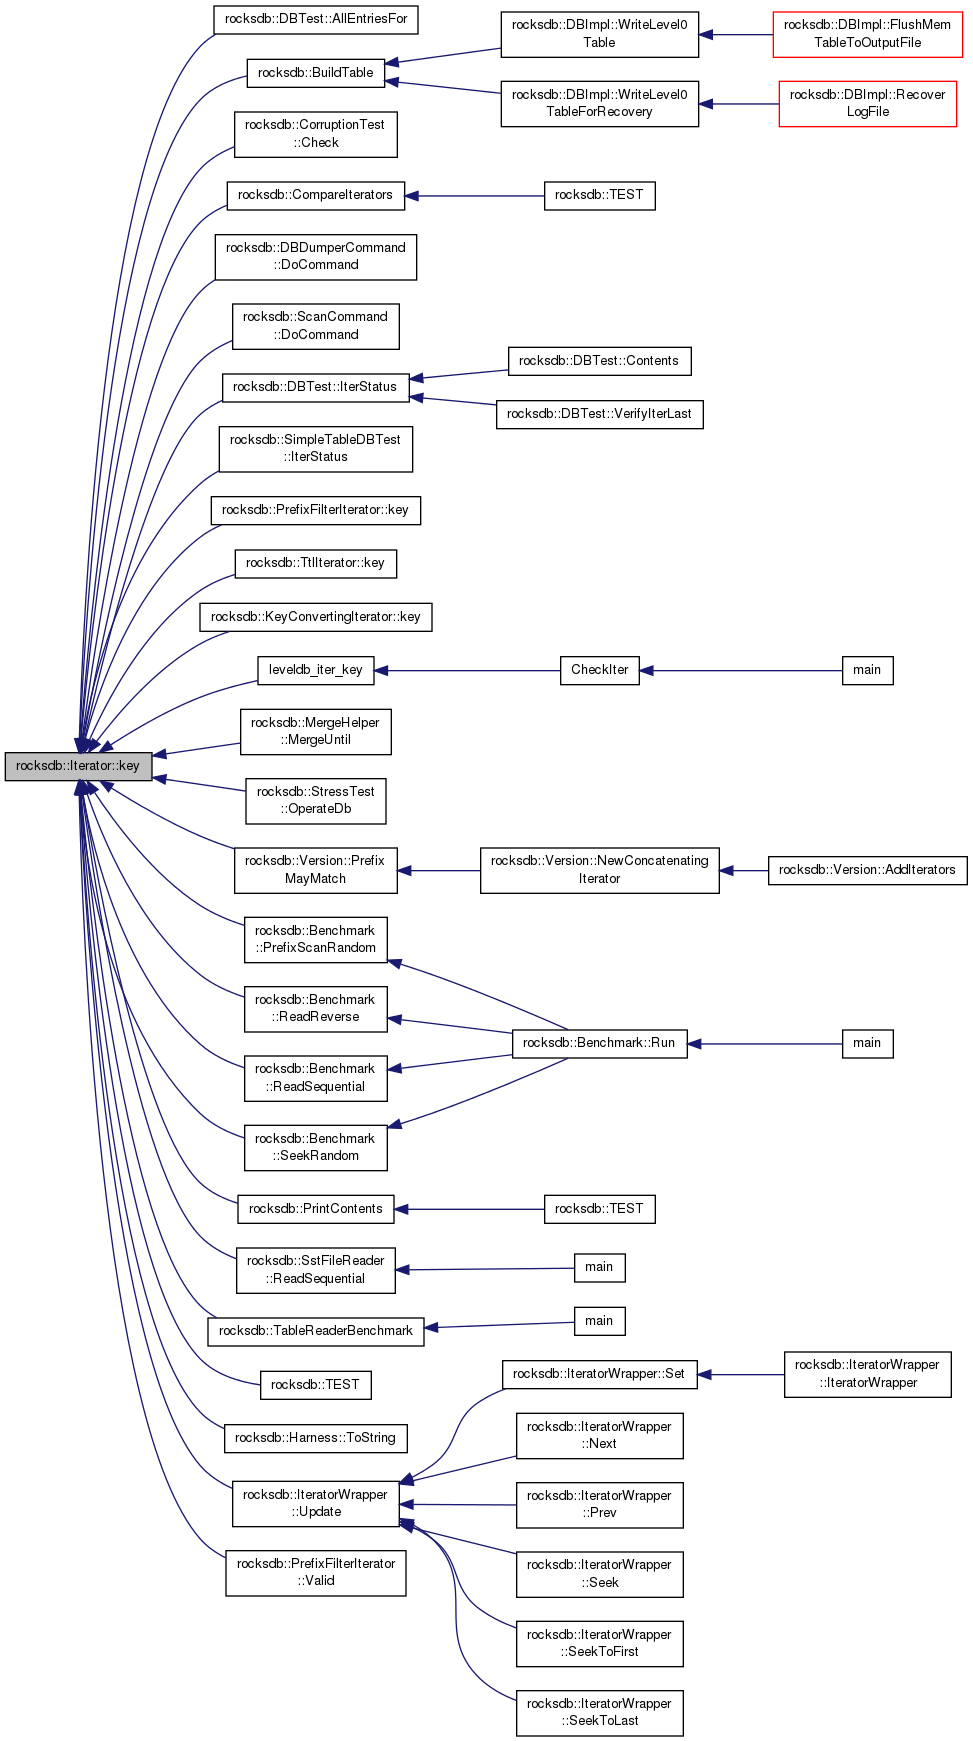 rocksdb::DBTest::AllEntriesFor
rocksdb::BuildTable
rocksdb::DBImpl::WriteLevel0
Table
rocksdb::DBImpl::FlushMem
TableToOutputFile
rocksdb::DBImpl::WriteLevel0
TableForRecovery
rocksdb::DBImpl::Recover
LogFile
rocksdb::CorruptionTest
::Check
rocksdb::CompareIterators
rocksdb::TEST
rocksdb::DBDumperCommand
::DoCommand
rocksdb::ScanCommand
::DoCommand
rocksdb::DBTest::IterStatus
rocksdb::DBTest::Contents
rocksdb::DBTest::VerifyIterLast
rocksdb::SimpleTableDBTest
::IterStatus
rocksdb::PrefixFilterIterator::key
rocksdb::TtlIterator::key
rocksdb::KeyConvertingIterator::key
leveldb_iter_key
CheckIter
main
rocksdb::MergeHelper
::MergeUntil
rocksdb::Iterator::key
rocksdb::StressTest
::OperateDb
rocksdb::Version::Prefix
MayMatch
rocksdb::Version::NewConcatenating
Iterator
rocksdb::Version::AddIterators
rocksdb::Benchmark
::PrefixScanRandom
rocksdb::Benchmark
::ReadReverse
rocksdb::Benchmark::Run
main
rocksdb::Benchmark
::ReadSequential
rocksdb::Benchmark
::SeekRandom
rocksdb::PrintContents
rocksdb::TEST
rocksdb::SstFileReader
::ReadSequential
main
rocksdb::TableReaderBenchmark
main
rocksdb::TEST
rocksdb::IteratorWrapper::Set
rocksdb::IteratorWrapper
::IteratorWrapper
rocksdb::Harness::ToString
rocksdb::IteratorWrapper
::Next
rocksdb::IteratorWrapper
::Update
rocksdb::IteratorWrapper
::Prev
rocksdb::PrefixFilterIterator
::Valid
rocksdb::IteratorWrapper
::Seek
rocksdb::IteratorWrapper
::SeekToFirst
rocksdb::IteratorWrapper
::SeekToLast